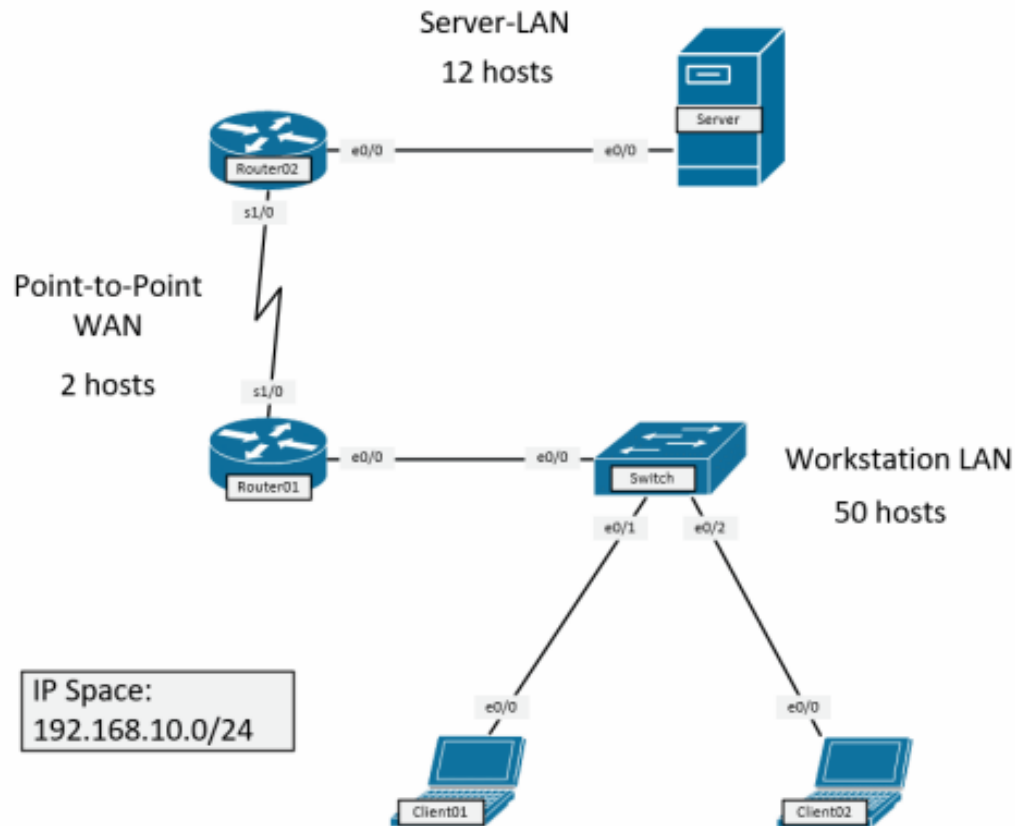 Server-LAN
12 hosts
Server
e0/0
e0/0
Router02
s1/0
Point-to-Point
WAN
2 hosts
s1/0
Router01
e0/0
e0/0
Switch
Workstation LAN
50 hosts
e0/1
e0/2
IP Space:
192.168.10.0/24
e0/0
e0/0
Client01
Client02